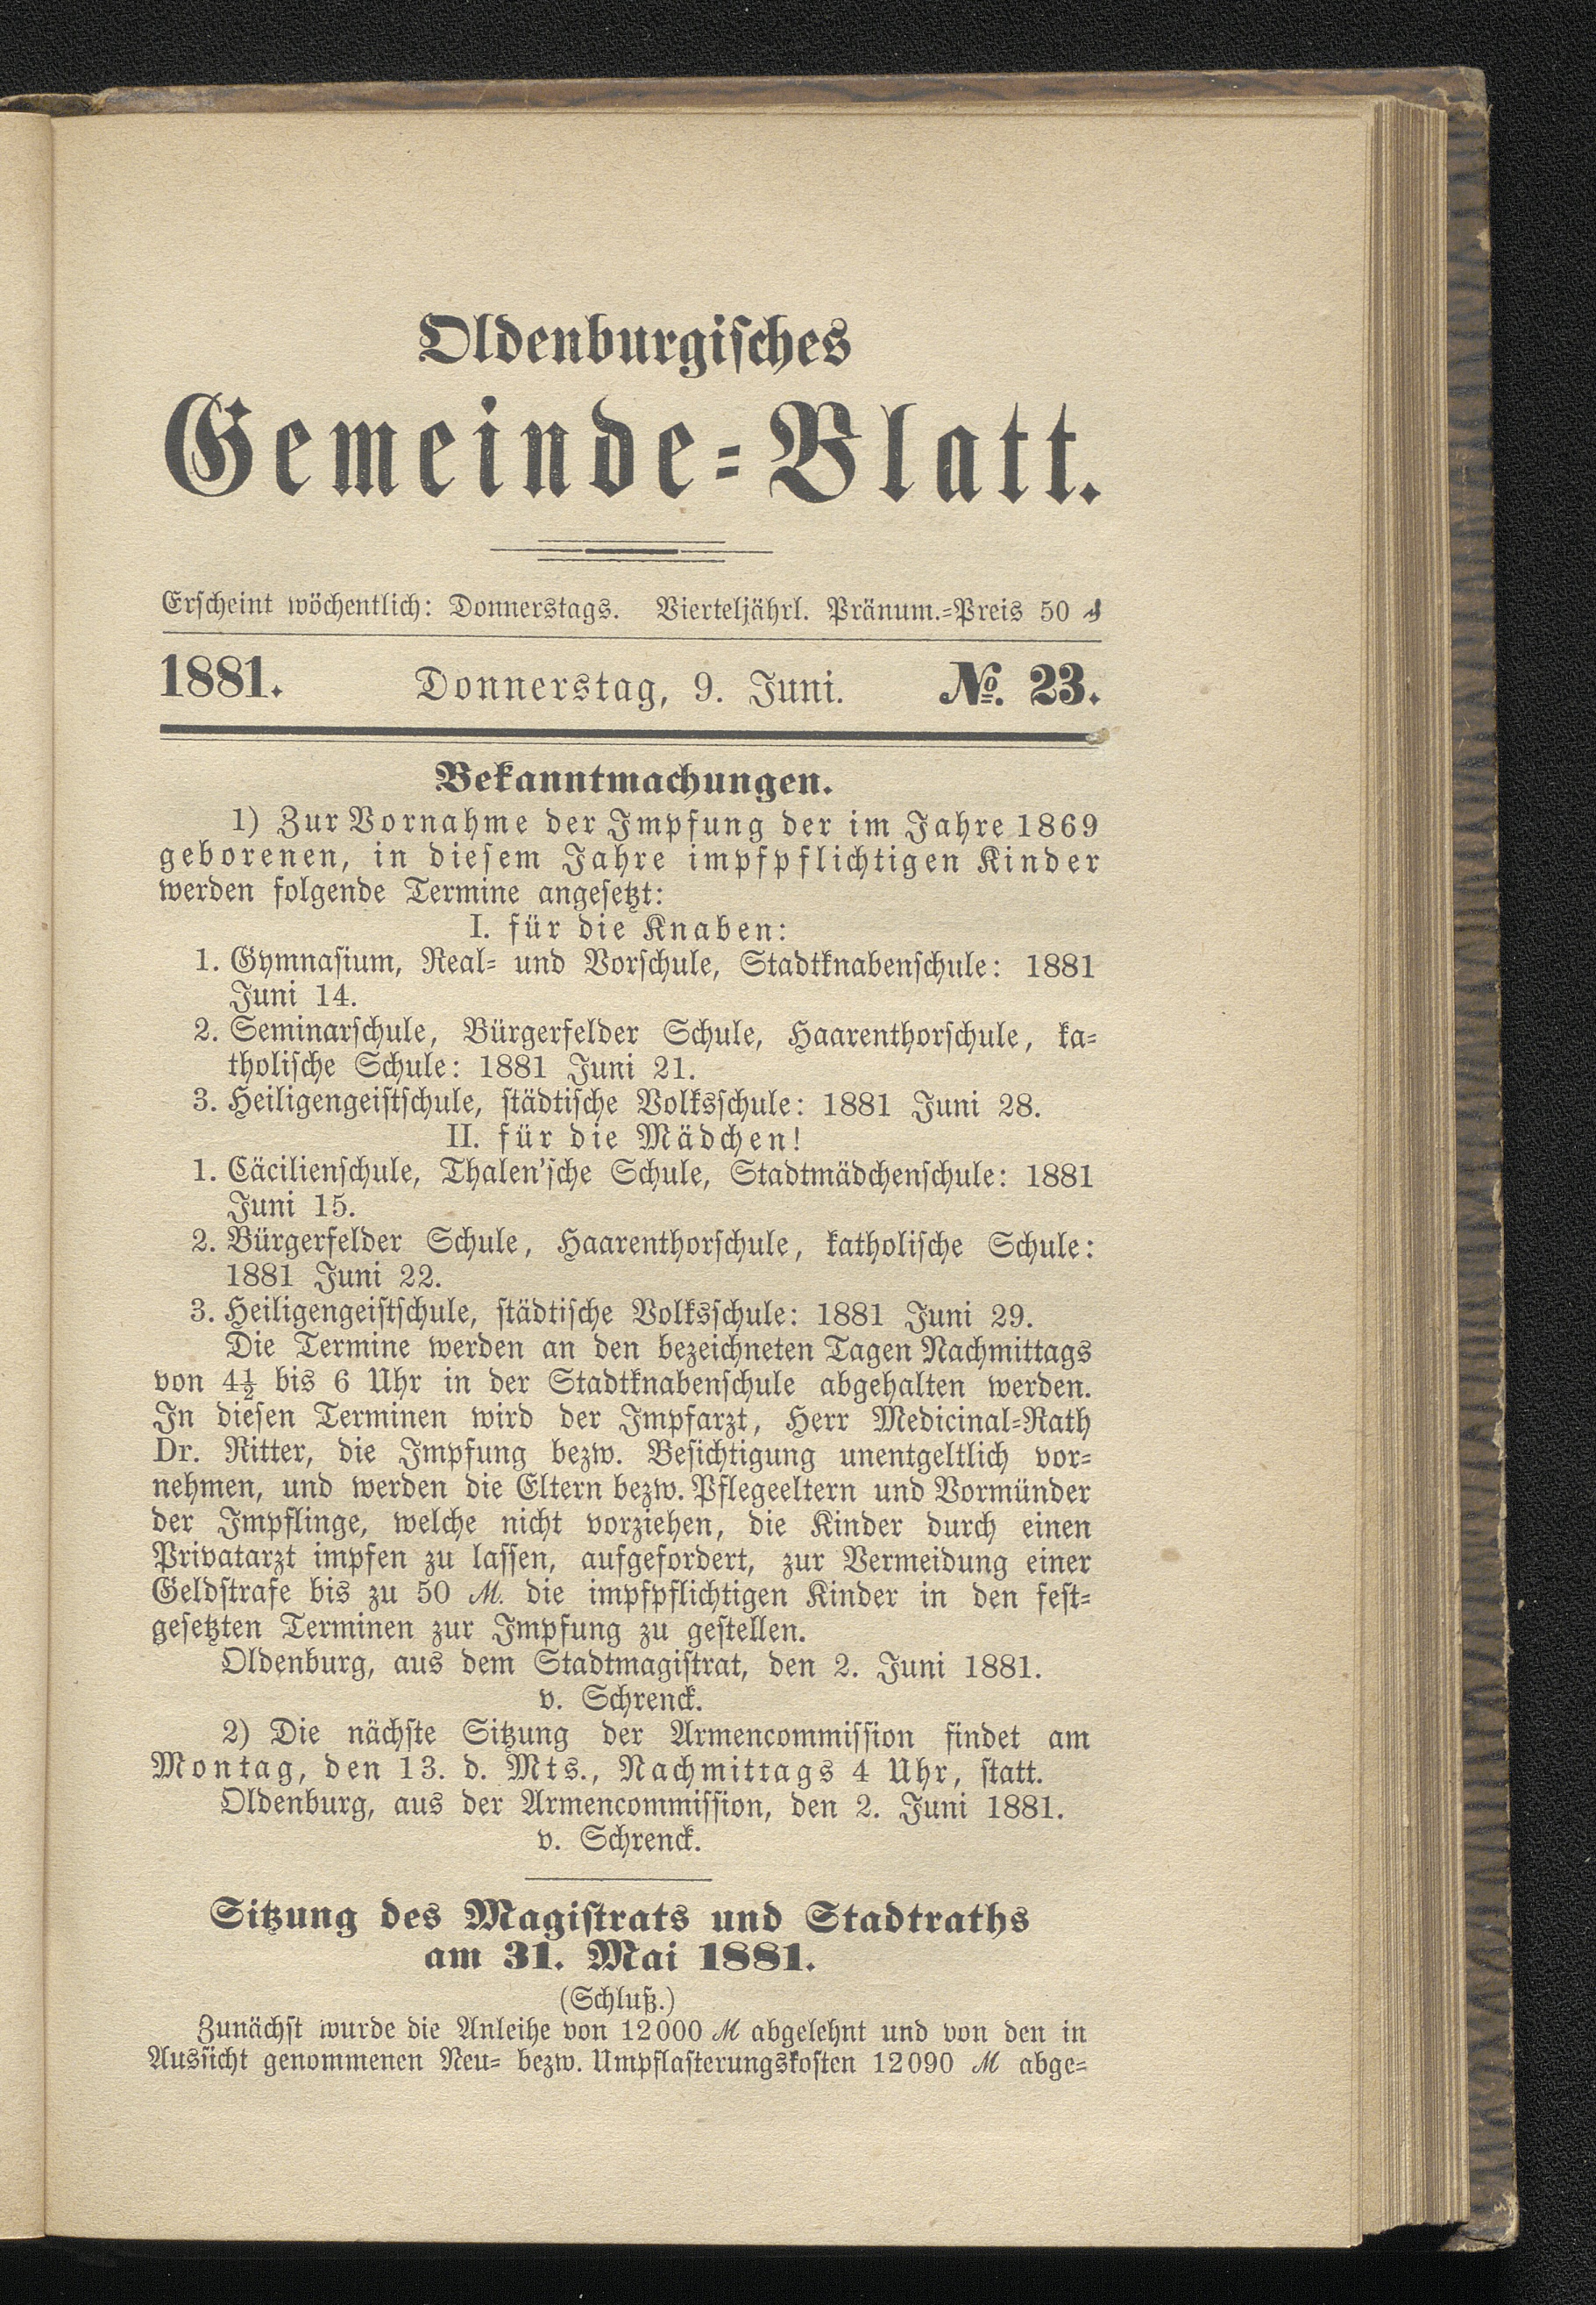 Oldenburgisches
Gemeinde-Blatt.
Erscheint wöchentlich: Donnerstags. Vierteljährl. Pränum.-Preis 50 ₰
1881. Donnerstag, 9. Juni. №. 23.
Bekanntmachungen.
1) Zur Vornahme der Impfung der im Jahre 1869
geborenen, in diesem Jahre impfpflichtigen Kinder
werden folgende Termine angesetzt:
I. für die Knaben:
1. Gymnasium, Real- und Vorschule, Stadtknabenschule: 1881
Juni 14.
2. Seminarschule, Bürgerfelder Schule, Haarenthorschule, ka-
tholische Schule: 1881 Juni 21.
3. Heiligengeistschule, städtische Volksschule: 1881 Juni 28.
II. für die Mädchen!
1. Cäcilienschule, Thalen'sche Schule, Stadtmädchenschule: 1881
Juni 15.
2. Bürgerfelder Schule, Haarenthorschule, katholische Schule:
1881 Juni 22.
3. Heiligengeistschule, städtische Volksschule: 1881 Juni 29.
Die Termine werden an den bezeichneten Tagen Nachmittags
von 4½ bis 6 Uhr in der Stadtknabenschule abgehalten werden.
In diesen Terminen wird der Impfarzt, Herr Medicinal-Rath
Dr. Ritter, die Impfung bezw. Besichtigung unentgeltlich vor-
nehmen, und werden die Eltern bezw. Pflegeeltern und Vormünder
der Impflinge, welche nicht vorziehen, die Kinder durch einen
Privatarzt impfen zu lassen, aufgefordert, zur Vermeidung einer
Geldstrafe bis zu 50 M. die impfpflichtigen Kinder in den fest-
gesetzten Terminen zur Impfung zu gestellen.
Oldenburg, aus dem Stadtmagistrat, den 2. Juni 1881.
v. Schrenck.
2) Die nächste Sitzung der Armencommission findet am
Montag, den 13. d. Mts., Nachmittags 4 Uhr, statt.
Oldenburg, aus der Armencommission, den 2. Juni 1881.
v. Schrenck.
Sitzung des Magistrats und Stadtraths
am 31. Mai 1881.
(Schluß.)
Zunächst wurde die Anleihe von 12000 M abgelehnt und von den in
Aussicht genommenen Neu- bezw. Umpflasterungskosten 12090 M abge-